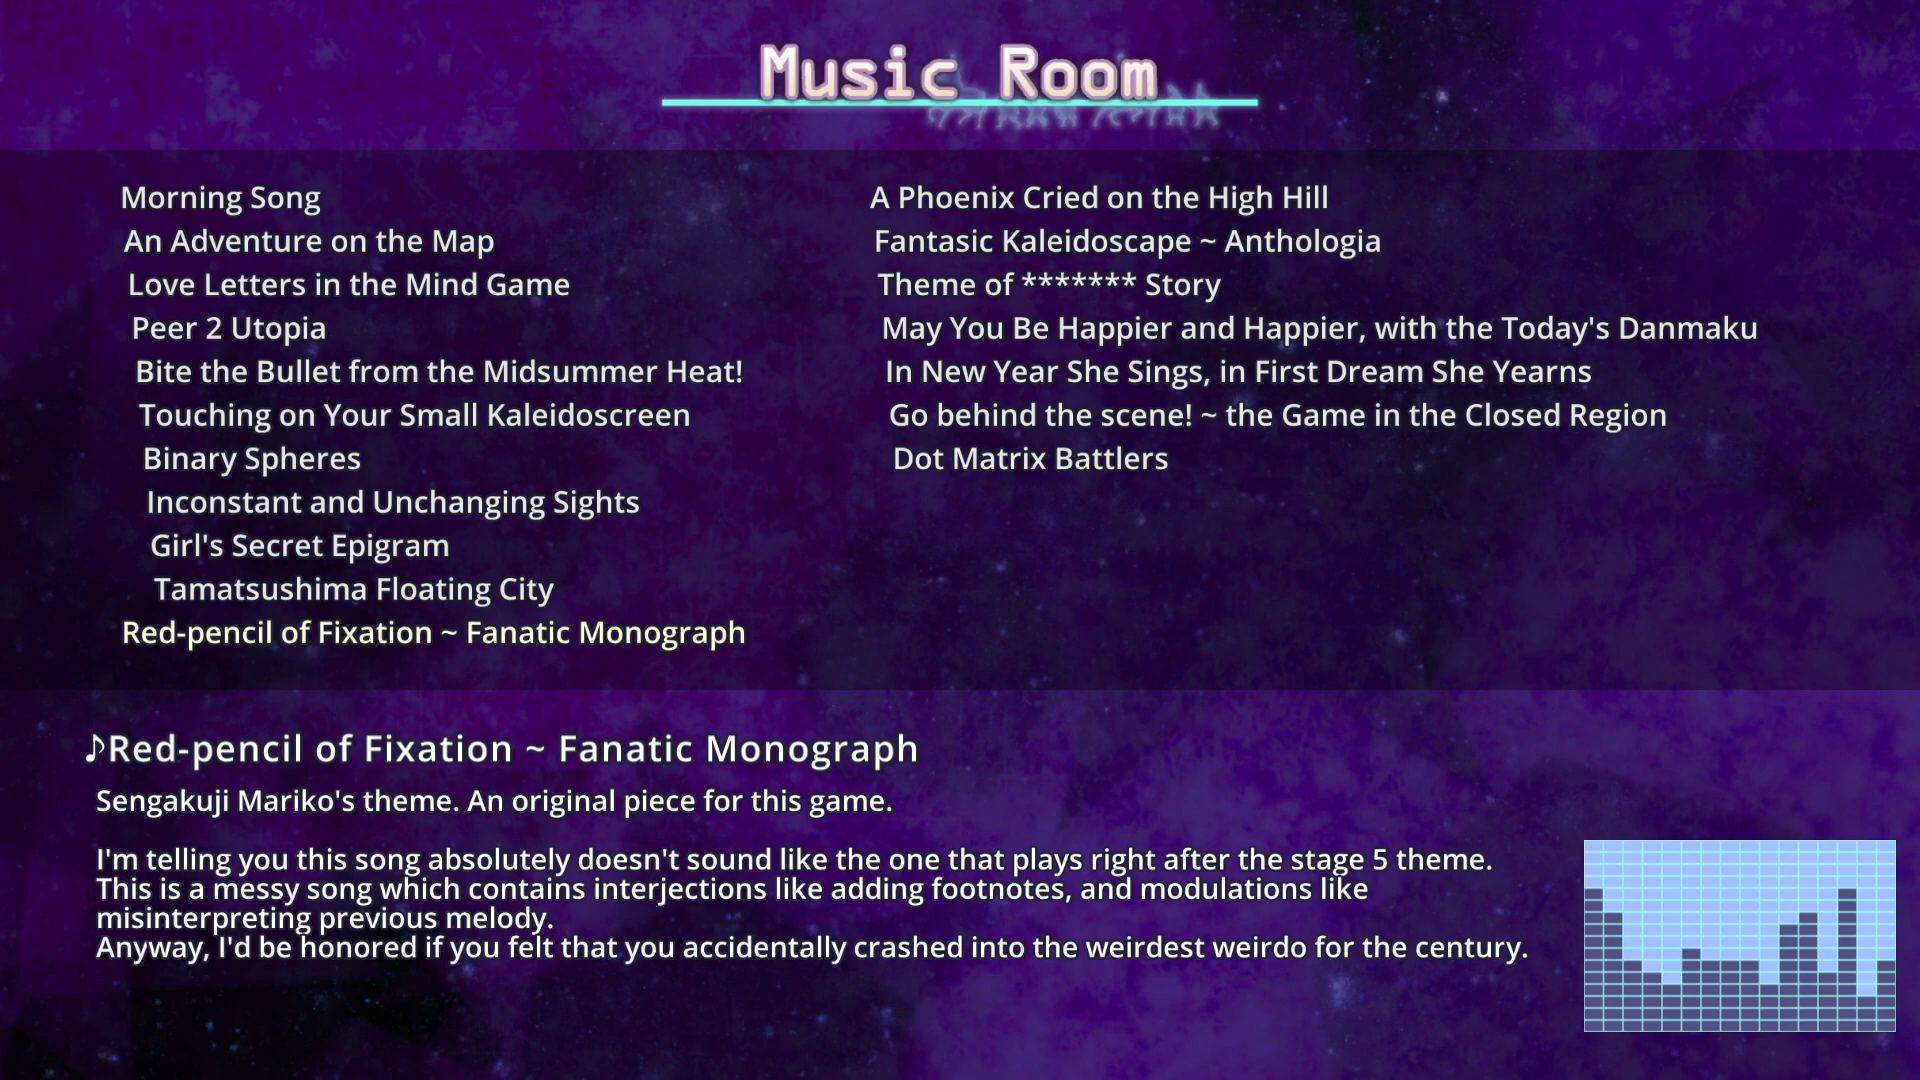 Music Room
Morning Song
An Adventure on the Map
Love Letters in the Mind Game
Peer 2 Utopia
Bite the Bullet from the Midsummer Heat!
Touching on Your Small Kaleidoscreen
Binary Spheres
Inconstant and Unchanging Sights
Girl's Secret Epigram
Tamatsushima Floating City
Red-pencil of Fixation ~ Fanatic Monograph
A Phoenix Cried on the High Hill
Fantasic Kaleidoscape ~ Anthologia
Theme of ******* Story
May You Be Happier and Happier, with the Today's Danmaku
In New Year She Sings, in First Dream She Yearns
Go behind the scene! ~ the Game in the Closed Region
Dot Matrix Battlers
♪Red-pencil of Fixation ~ Fanatic Monograph
Sengakuji Mariko's theme. An original piece for this game.
I'm telling you this song absolutely doesn't sound like the one that plays right after the stage 5 theme.
This is a messy song which contains interjections like adding footnotes, and modulations like
misinterpreting previous melody.
Anyway, I'd be honored if you felt that you accidentally crashed into the weirdest weirdo for the century.